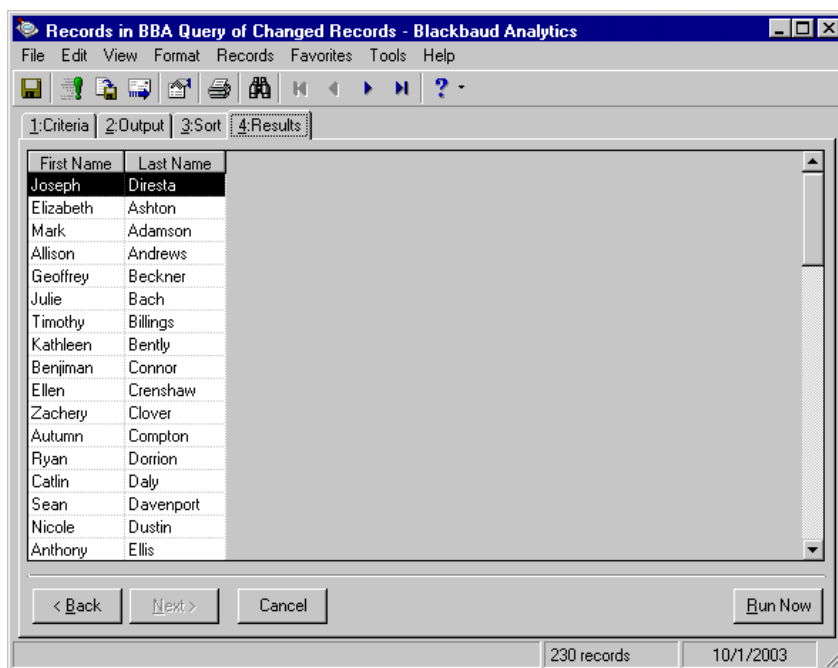 Records in BBA Query of Changed Records - Blackbaud Analytics
File Edit View Format Records Favorites Tools Help
1:Criteria 2:Output 3:Sort 4:Results
First Name Last Name
Joseph Diresta
Elizabeth Ashton
Mark Adamson
Allison Andrews
Geoffrey Beckner
Julie Bach
Timothy Billings
Kathleen Bently
Benjiman Connor
Ellen Crenshaw
Zachery Clover
Autumn Compton
Ryan Dorrion
Catlin Daly
Sean Davenport
Nicole Dustin
Anthony Ellis
< Back Next > Cancel Run Now
230 records 10/1/2003